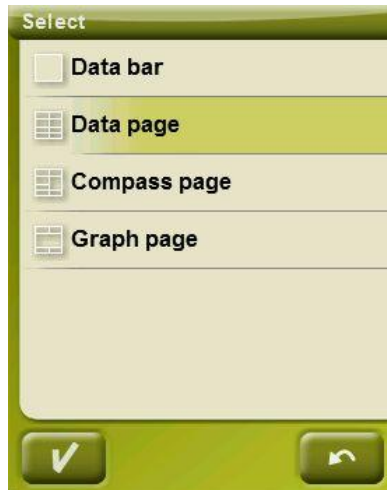 Select
Data bar
Data page
Compass page
Graph page